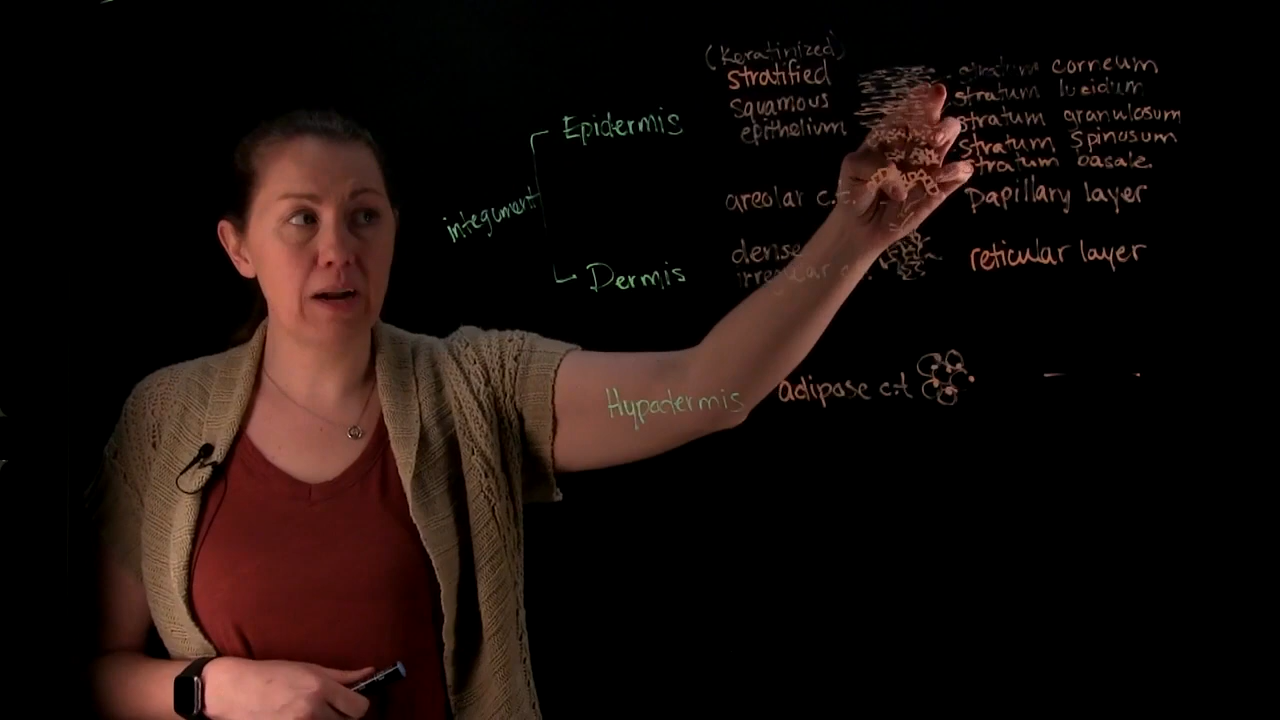 (Keratinized)
stratified
squamous
epithelium
Epidermis
stratum corneum
stratum lucidum
stratum granulosum
stratum spinosum
stratum basale
integument
areolar c.t.
papillary layer
Dermis
dense
irregular c.t.
reticular layer
Hypodermis
adipose c.t